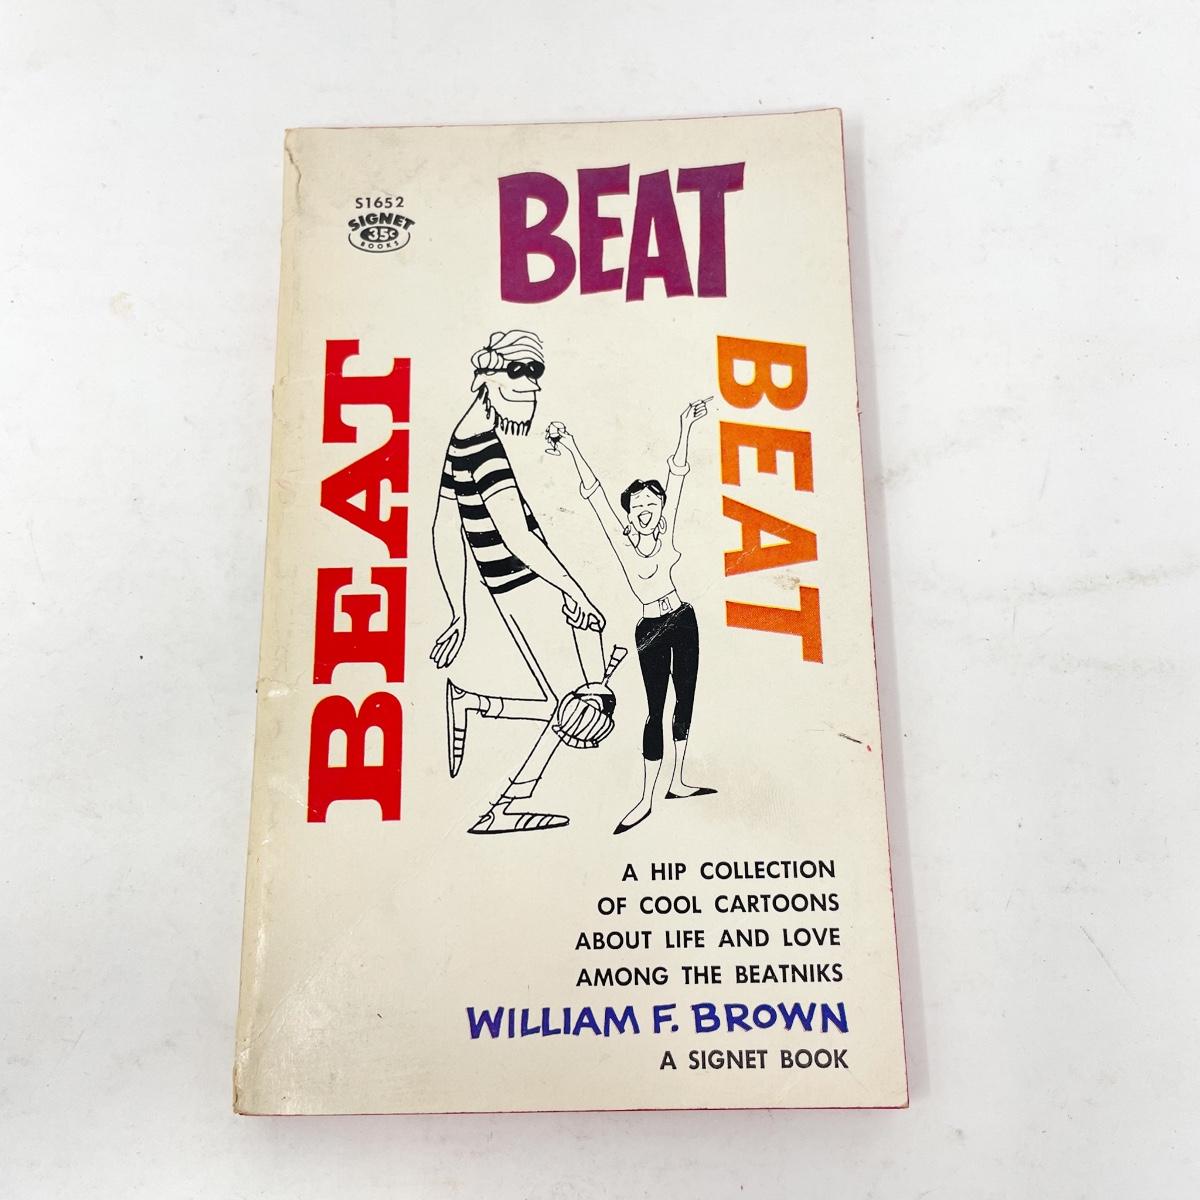 S1652
SIGNET
35¢
BOOKS
BEAT
BEAT
BEAT
A HIP COLLECTION
OF COOL CARTOONS
ABOUT LIFE AND LOVE
AMONG THE BEATNIKS
WILLIAM F. BROWN
A SIGNET BOOK